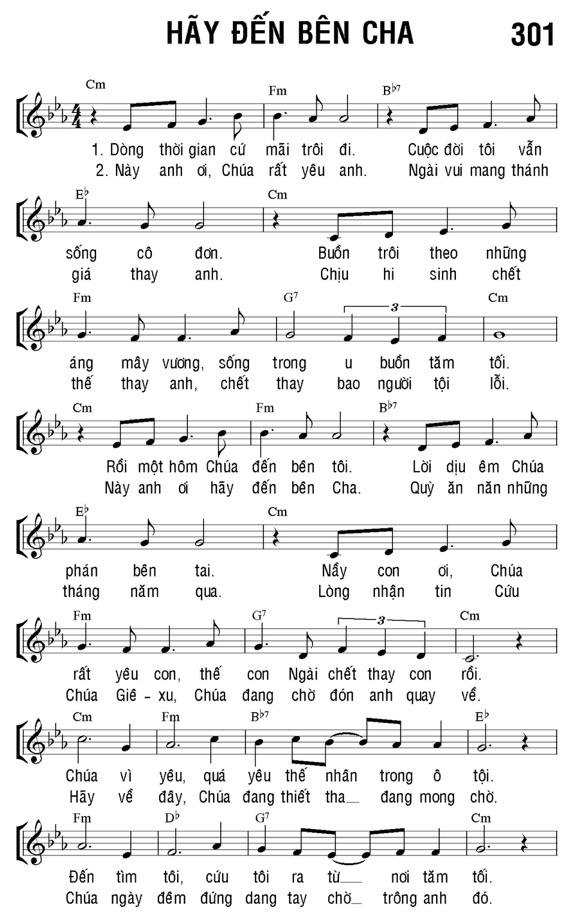 HÃY ĐẾN BÊN CHA 301
Cm Fm B♭7
4/4
1. Dòng thời gian cứ mãi trôi đi. Cuộc đời tôi vẫn
2. Này anh ơi, Chúa rất yêu anh. Ngài vui mang thánh
E♭ Cm
sống cô đơn. Buồn trôi theo những
giá thay anh. Chịu hi sinh chết
Fm G7 3 Cm
áng mây vương, sống trong u buồn tăm tối.
thế thay anh, chết thay bao người tội lỗi.
Cm Fm B♭7
Rồi một hôm Chúa đến bên tôi. Lời dịu êm Chúa
Này anh ơi hãy đến bên Cha. Quỳ ăn năn những
E♭ Cm
phán bên tai. Nầy con ơi, Chúa
tháng năm qua. Lòng nhận tin Cứu
Fm G7 3 Cm
rất yêu con, thế con Ngài chết thay con rồi.
Chúa Giê-xu, Chúa đang chờ đón anh quay về.
Cm Fm B♭7 E♭
Chúa vì yêu, quá yêu thế nhân trong ô tội.
Hãy về đây, Chúa đang thiết tha__ đang mong chờ.
Fm D♭ G7 Cm
Đến tìm tôi, cứu tôi ra từ__ nơi tăm tối.
Chúa ngày đêm đứng dang tay chờ__ trông anh đó.